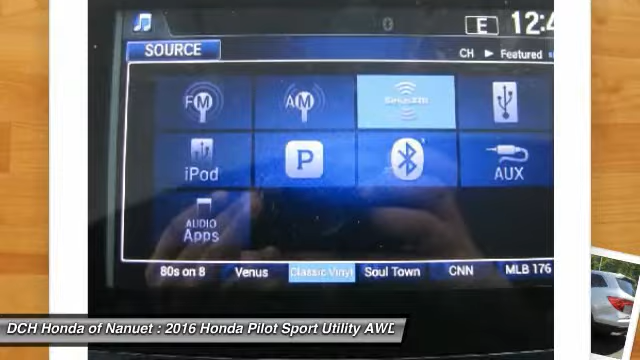 E 12:4
SOURCE
CH ► Featured
FM AM SiriusXM
iPod P AUX
AUDIO
Apps
80s on 8 Venus Classic Vinyl Soul Town CNN MLB 176
DCH Honda of Nanuet : 2016 Honda Pilot Sport Utility AWD